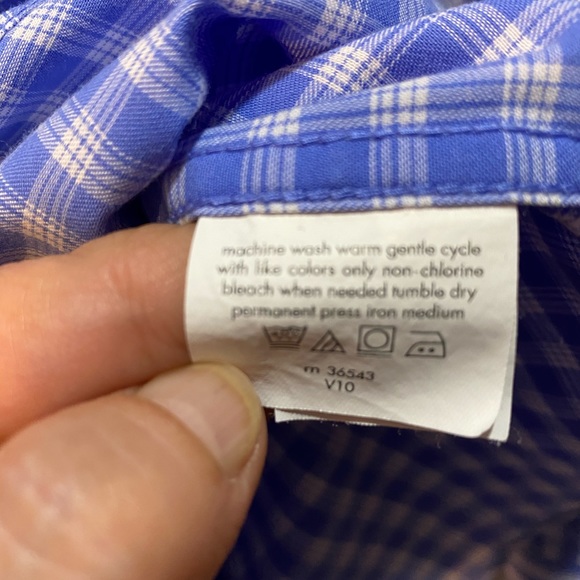 machine wash warm gentle cycle
with like colors only non-chlorine
bleach when needed tumble dry
permanent press iron medium
rn 36543
V10